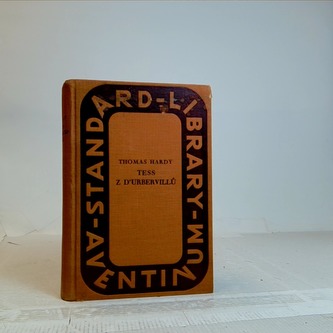 STANDARD-LIBRARY-AVENTINUM-
THOMAS HARDY
TESS
Z D'URBERVILLŮ